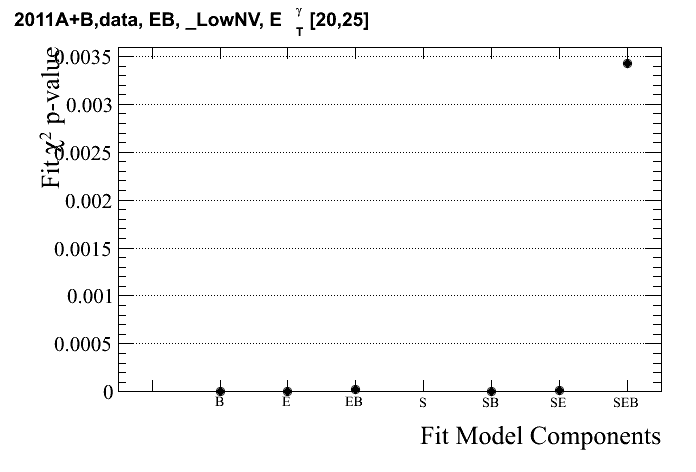 2011A+B,data, EB, _LowNV, E γ T [20,25]
Fit χ² p-value
0.0035
0.003
0.0025
0.002
0.0015
0.001
0.0005
0
B E EB S SB SE SEB
Fit Model Components